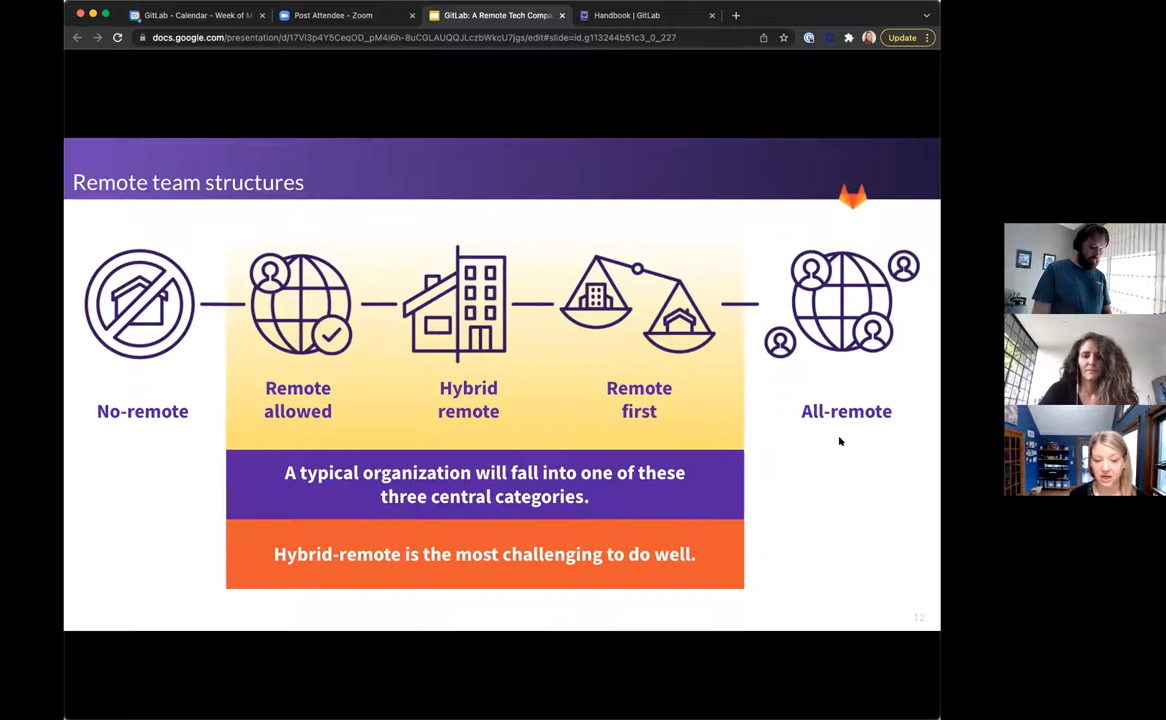 GitLab - Calendar - Week of M
Post Attendee - Zoom
GitLab: A Remote Tech Compa
Handbook | GitLab
docs.google.com/presentation/d/17Vl3p4Y5CeqOD_pM4i6h-8uCGLAUQQJLczbWkcU7jgs/edit#slide=id.g113244b51c3_0_227
Update
Remote team structures
No-remote
Remote
allowed
Hybrid
remote
Remote
first
All-remote
A typical organization will fall into one of these
three central categories.
Hybrid-remote is the most challenging to do well.
12